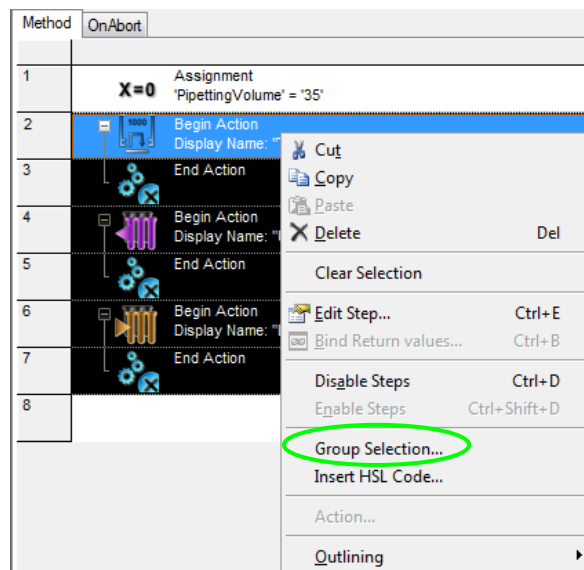 Method OnAbort
1 X=0 Assignment
'PipettingVolume' = '35'
2 1000 Begin Action
Display Name: "
3 End Action
4 Begin Action
Display Name: "
5 End Action
6 Begin Action
Display Name: "
7 End Action
8
Cut
Copy
Paste
Delete Del
Clear Selection
Edit Step... Ctrl+E
Bind Return values... Ctrl+B
Disable Steps Ctrl+D
Enable Steps Ctrl+Shift+D
Group Selection...
Insert HSL Code...
Action...
Outlining